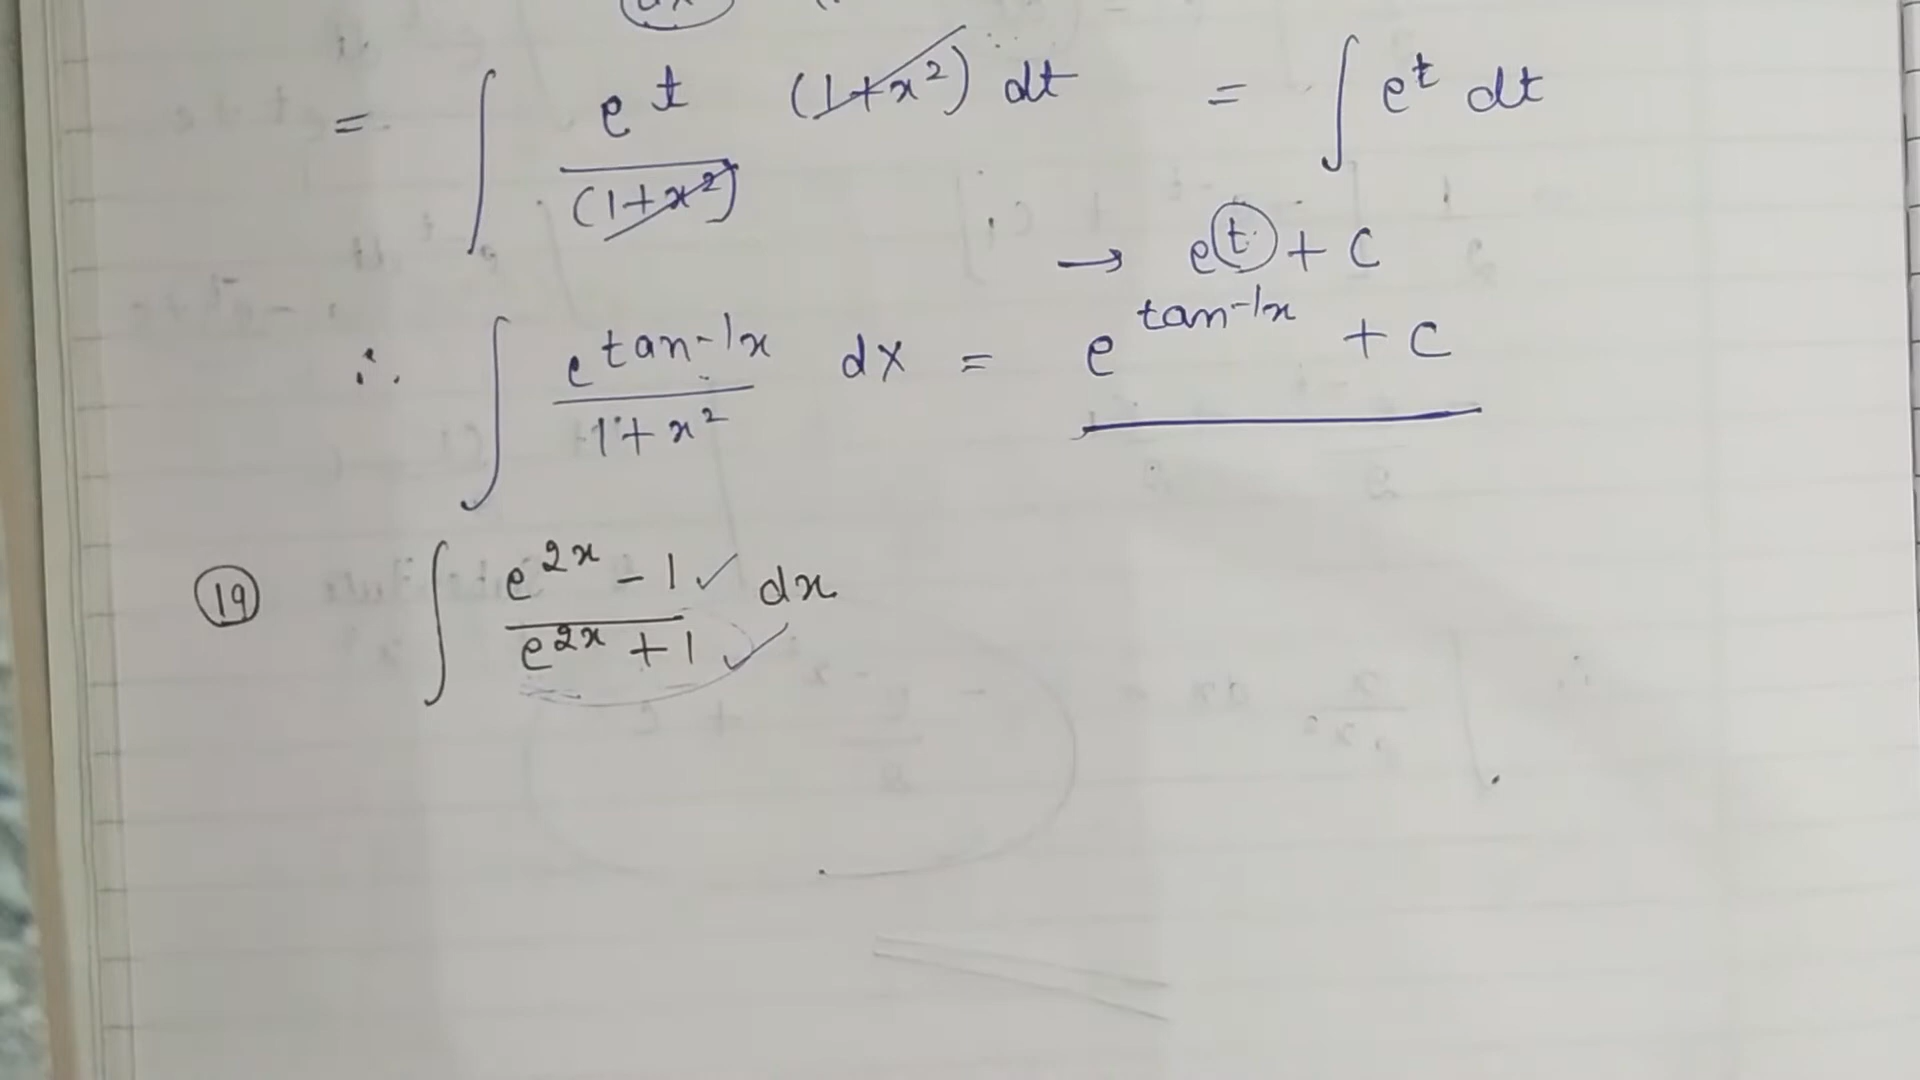 = ∫ e^t/(1+x²) (1+x²) dt = ∫ e^t dt
→ e^t + c
∴ ∫ e^tan-1x/1+x² dx = e^tan-1x + c
(19) ∫ e^2x - 1 ✓/e^2x + 1 ✓ dx